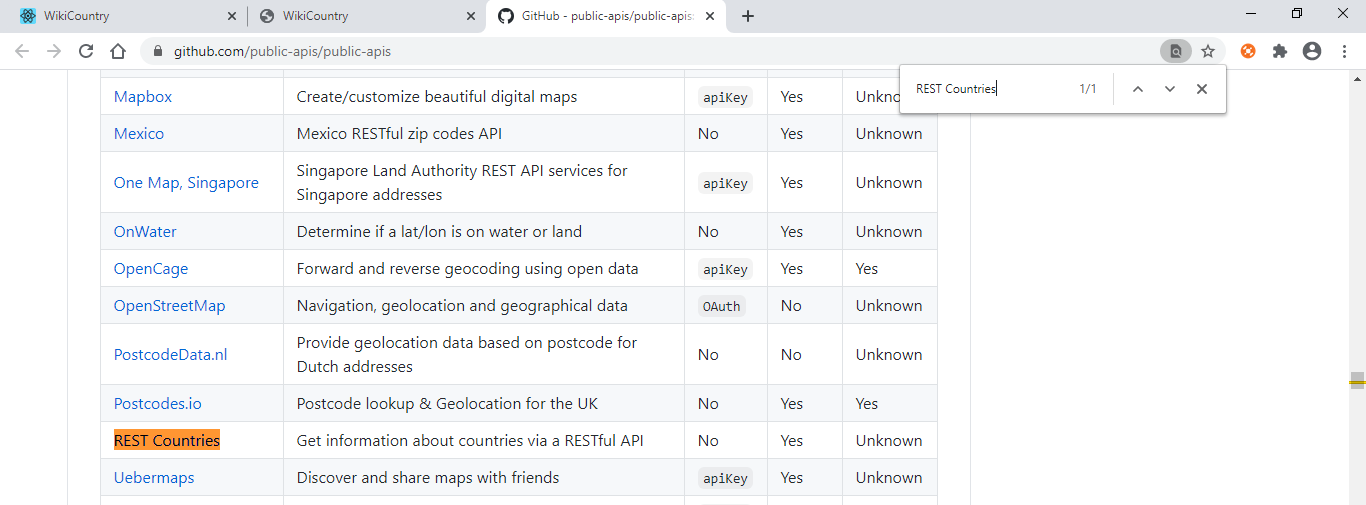 WikiCountry
WikiCountry
GitHub - public-apis/public-apis:
github.com/public-apis/public-apis
REST Countries 1/1
Mapbox Create/customize beautiful digital maps apiKey Yes Unkno
Mexico Mexico RESTful zip codes API No Yes Unknown
One Map, Singapore Singapore Land Authority REST API services for
Singapore addresses apiKey Yes Unknown
OnWater Determine if a lat/lon is on water or land No Yes Unknown
OpenCage Forward and reverse geocoding using open data apiKey Yes Yes
OpenStreetMap Navigation, geolocation and geographical data OAuth No Unknown
PostcodeData.nl Provide geolocation data based on postcode for
Dutch addresses No No Unknown
Postcodes.io Postcode lookup & Geolocation for the UK No Yes Yes
REST Countries Get information about countries via a RESTful API No Yes Unknown
Uebermaps Discover and share maps with friends apiKey Yes Unknown